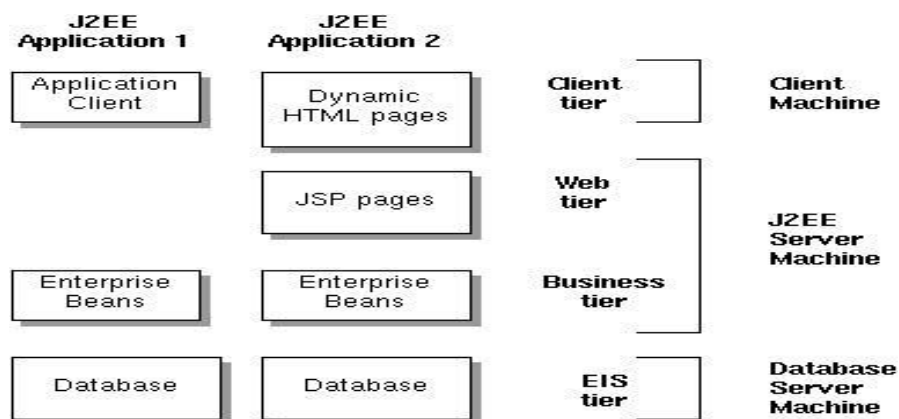 J2EE
Application 1
J2EE
Application 2
Application
Client
Dynamic
HTML pages
Client
tier
Client
Machine
JSP pages
Web
tier
J2EE
Server
Machine
Enterprise
Beans
Enterprise
Beans
Business
tier
Database
Database
EIS
tier
Database
Server
Machine